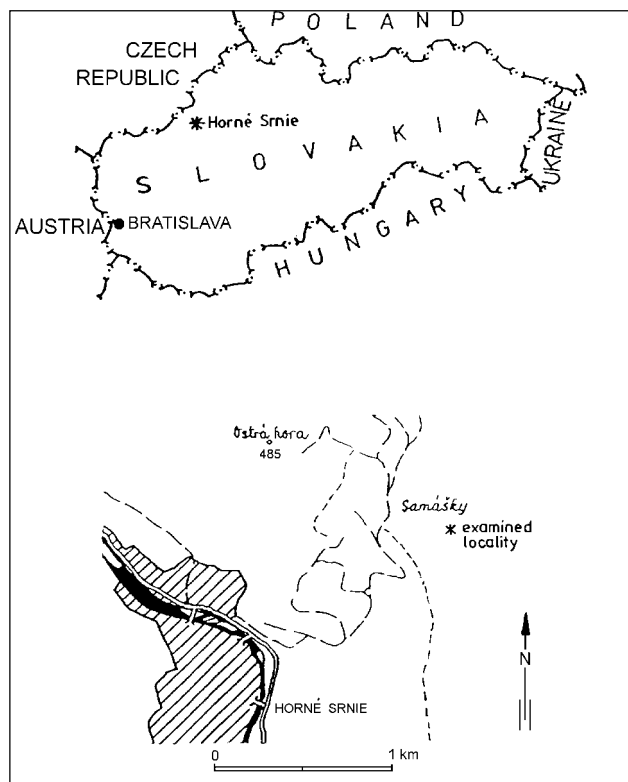 POLAND
CZECH
REPUBLIC
Horné Srnie
SLOVAKIA
UKRAINE
AUSTRIA
BRATISLAVA
HUNGARY
Ostrá hora
485
Samášky
examined
locality
N
HORNÉ SRNIE
0 1 km